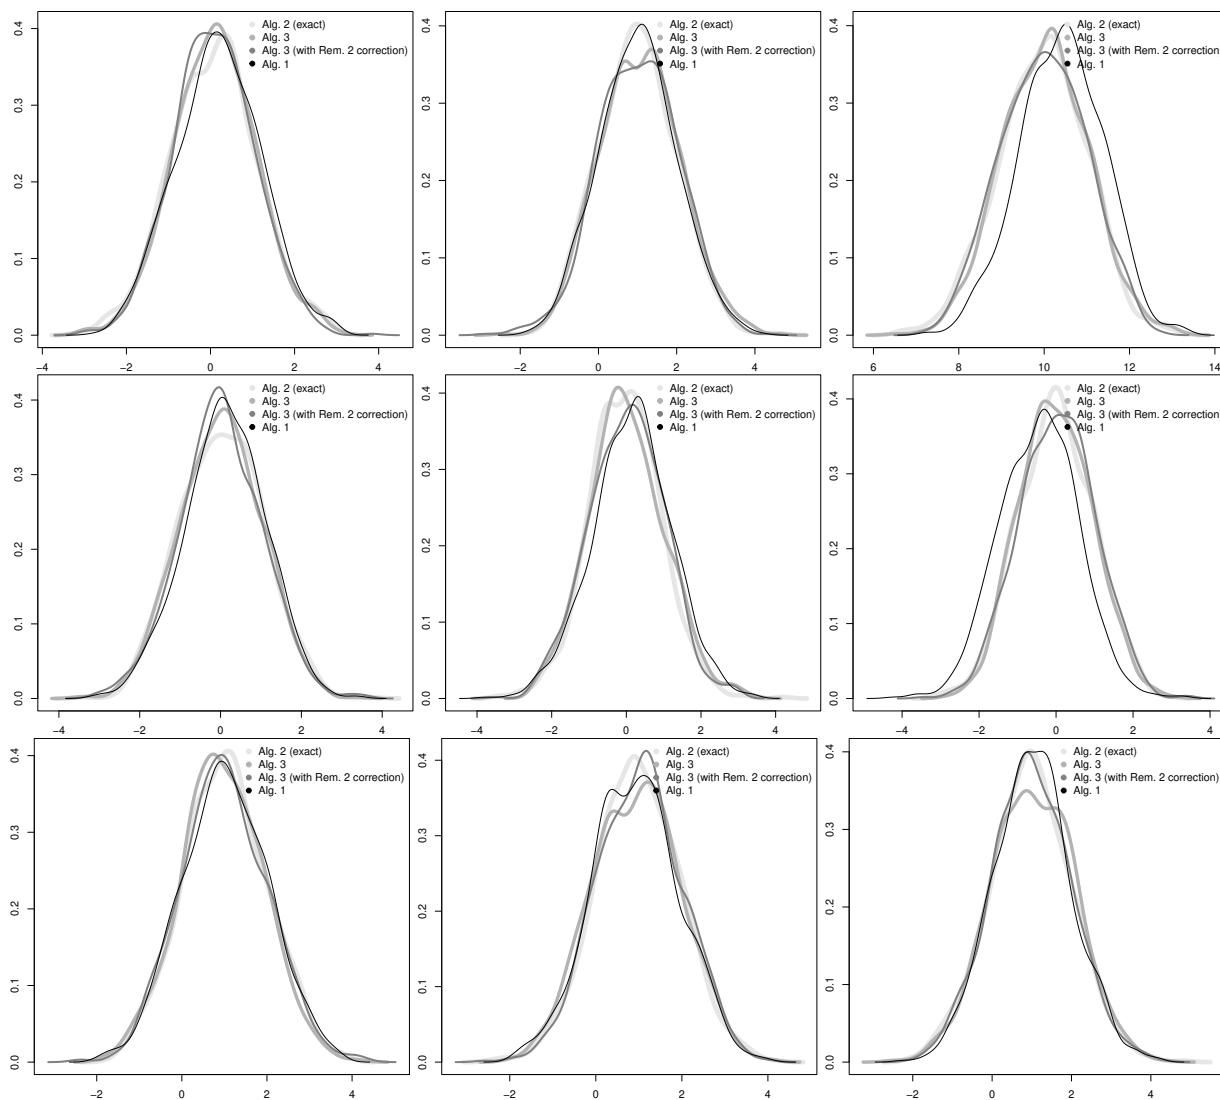 0.4
0.3
0.2
0.1
0.0
Alg. 2 (exact)
Alg. 3
Alg. 3 (with Rem. 2 correction)
Alg. 1
−4 −2 0 2 4
0.4
0.3
0.2
0.1
0.0
Alg. 2 (exact)
Alg. 3
Alg. 3 (with Rem. 2 correction)
Alg. 1
−2 0 2 4
0.4
0.3
0.2
0.1
0.0
Alg. 2 (exact)
Alg. 3
Alg. 3 (with Rem. 2 correction
Alg. 1
6 8 10 12 14
0.4
0.3
0.2
0.1
0.0
Alg. 2 (exact)
Alg. 3
Alg. 3 (with Rem. 2 correction)
Alg. 1
−4 −2 0 2 4
0.4
0.3
0.2
0.1
0.0
Alg. 2 (exact)
Alg. 3
Alg. 3 (with Rem. 2 correction)
Alg. 1
−4 −2 0 2 4
0.4
0.3
0.2
0.1
0.0
Alg. 2 (exact)
Alg. 3
Alg. 3 (with Rem. 2 correction
Alg. 1
−4 −2 0 2 4
0.4
0.3
0.2
0.1
0.0
Alg. 2 (exact)
Alg. 3
Alg. 3 (with Rem. 2 correction)
Alg. 1
−2 0 2 4
0.4
0.3
0.2
0.1
0.0
Alg. 2 (exact)
Alg. 3
Alg. 3 (with Rem. 2 correction)
Alg. 1
−2 0 2 4
0.4
0.3
0.2
0.1
0.0
Alg. 2 (exact)
Alg. 3
Alg. 3 (with Rem. 2 correction)
Alg. 1
−2 0 2 4